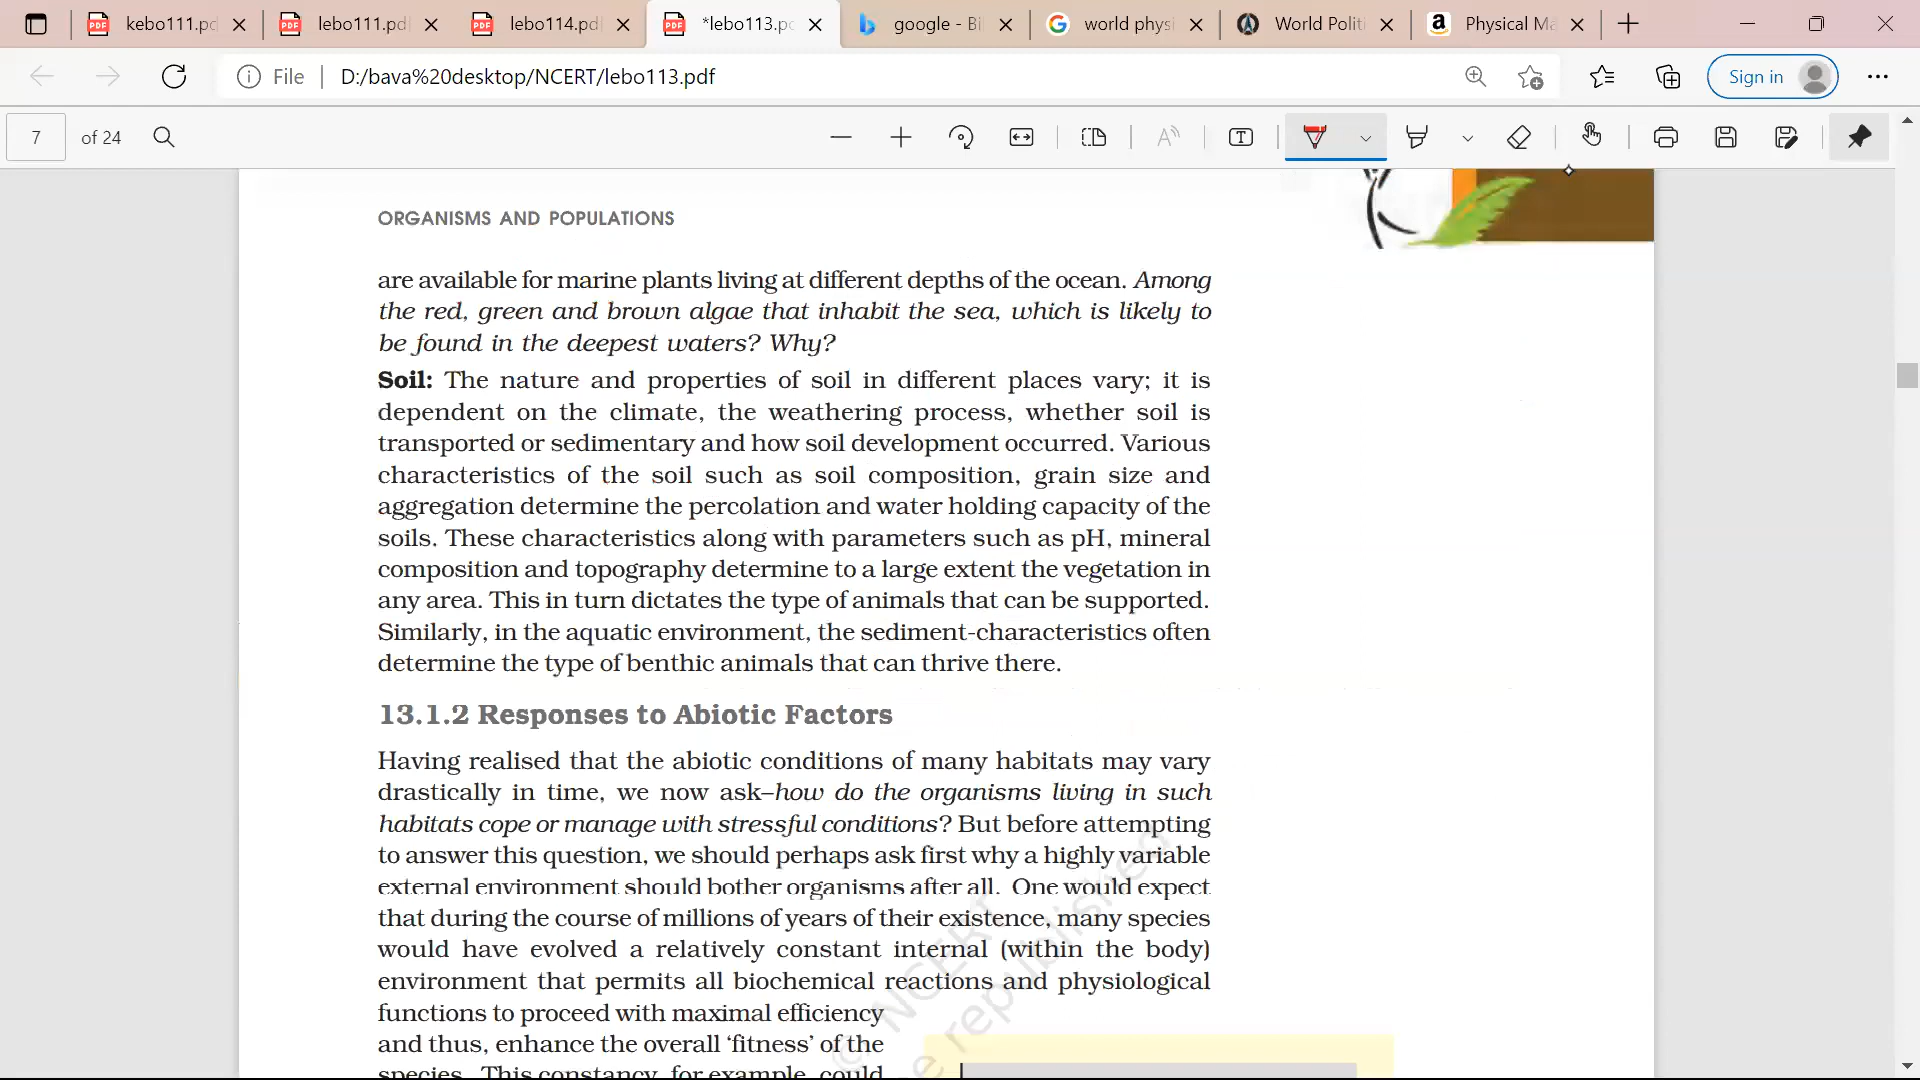 kebo111.pd
lebo111.pd
lebo114.pd
*lebo113.pd
google - Bi
world physi
World Politi
Physical Ma
File
D:/bava%20desktop/NCERT/lebo113.pdf
Sign in
7 of 24
ORGANISMS AND POPULATIONS
are available for marine plants living at different depths of the ocean. Among
the red, green and brown algae that inhabit the sea, which is likely to
be found in the deepest waters? Why?
Soil: The nature and properties of soil in different places vary; it is
dependent on the climate, the weathering process, whether soil is
transported or sedimentary and how soil development occurred. Various
characteristics of the soil such as soil composition, grain size and
aggregation determine the percolation and water holding capacity of the
soils. These characteristics along with parameters such as pH, mineral
composition and topography determine to a large extent the vegetation in
any area. This in turn dictates the type of animals that can be supported.
Similarly, in the aquatic environment, the sediment-characteristics often
determine the type of benthic animals that can thrive there.
13.1.2 Responses to Abiotic Factors
Having realised that the abiotic conditions of many habitats may vary
drastically in time, we now ask–how do the organisms living in such
habitats cope or manage with stressful conditions? But before attempting
to answer this question, we should perhaps ask first why a highly variable
external environment should bother organisms after all. One would expect
that during the course of millions of years of their existence, many species
would have evolved a relatively constant internal (within the body)
environment that permits all biochemical reactions and physiological
functions to proceed with maximal efficiency
and thus, enhance the overall ‘fitness’ of the
species. This constancy, for example, could
© NCERT
e republished